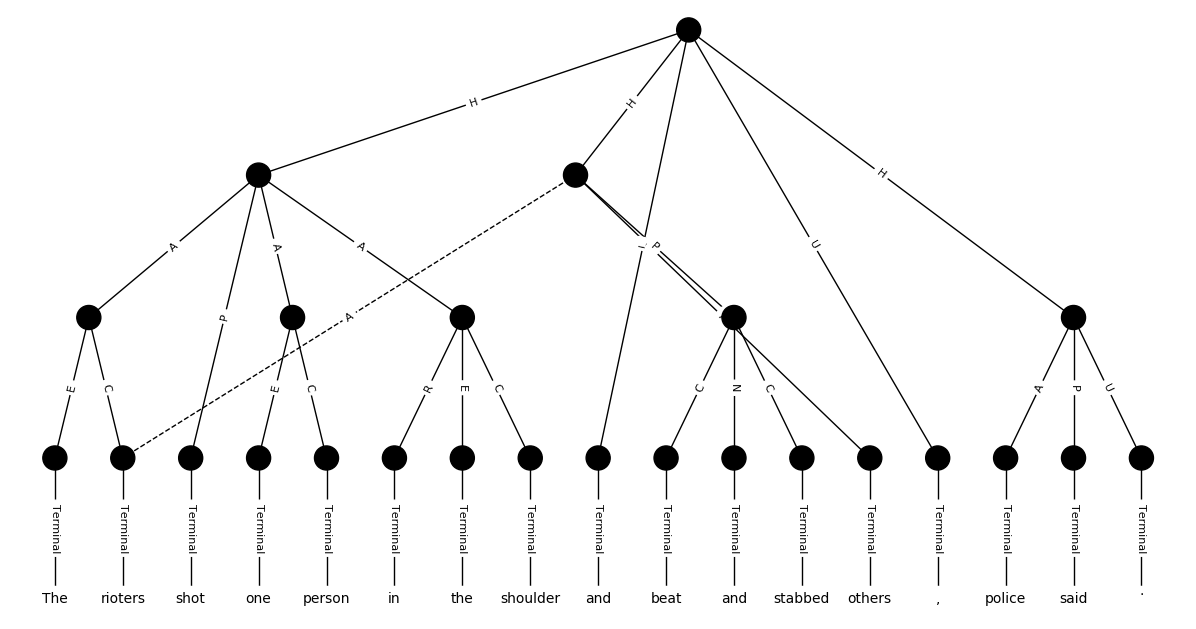 H H H
U
A A A L P
P A
E C E C R E C C N C A P U
Terminal Terminal Terminal Terminal Terminal Terminal Terminal Terminal Terminal Terminal Terminal Terminal Terminal Terminal Terminal Terminal Terminal
The rioters shot one person in the shoulder and beat and stabbed others , police said .